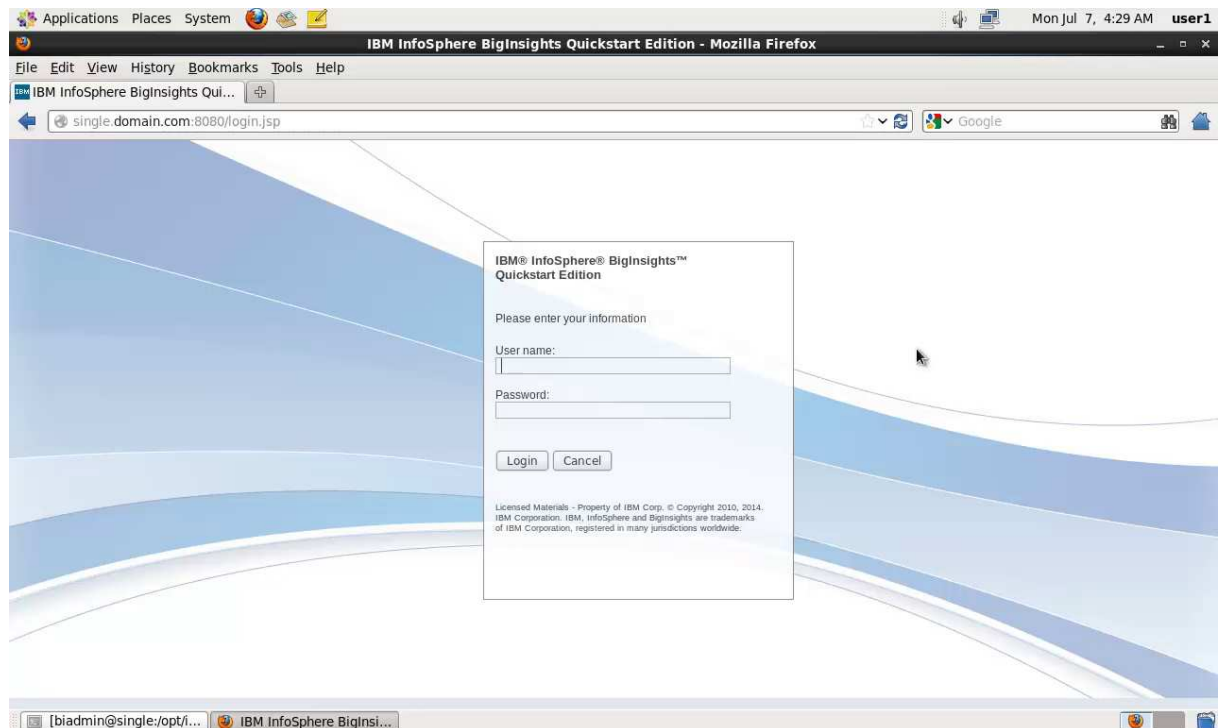 Applications Places System Mon Jul 7, 4:29 AM user1
IBM InfoSphere BigInsights Quickstart Edition - Mozilla Firefox
File Edit View History Bookmarks Tools Help
IBM IBM InfoSphere BigInsights Qui...
single.domain.com:8080/login.jsp Google
IBM® InfoSphere® BigInsights™
Quickstart Edition
Please enter your information
User name:
Password:
Login Cancel
Licensed Materials - Property of IBM Corp. © Copyright 2010, 2014.
IBM Corporation. IBM, InfoSphere and BigInsights are trademarks
of IBM Corporation, registered in many jurisdictions worldwide.
[biadmin@single:/opt/i... IBM InfoSphere BigInsi...